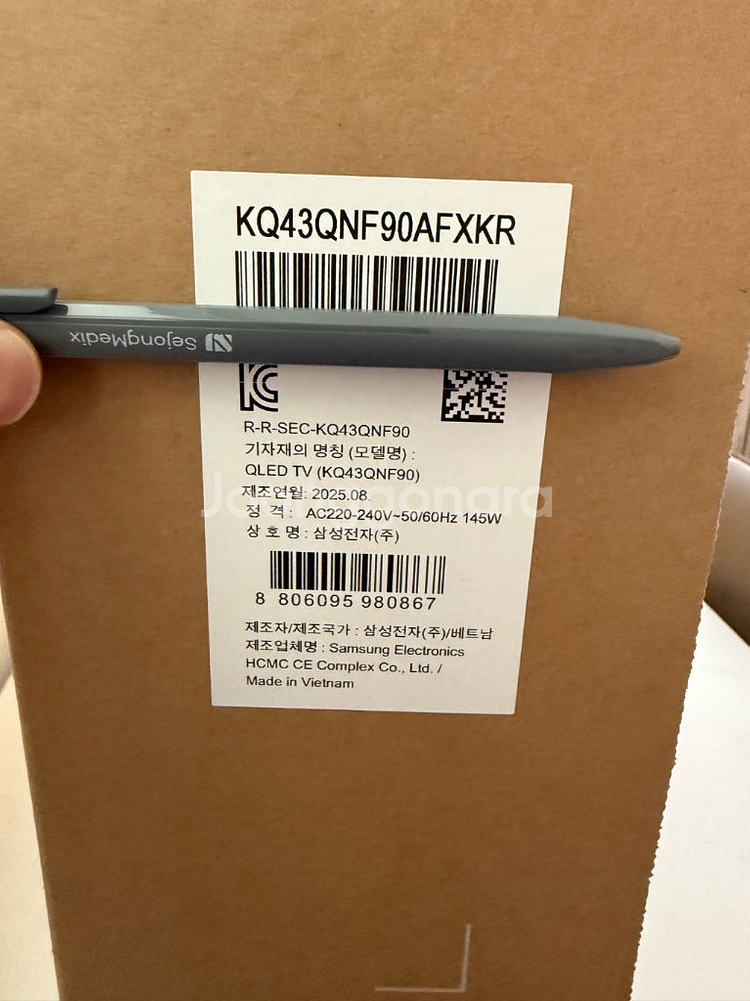 KQ43QNF90AFXKR
SejongMedix
R-R-SEC-KQ43QNF90
기자재의 명칭 (모델명) :
QLED TV (KQ43QNF90)
제조연월: 2025.08.
정 격 : AC220-240V~50/60Hz 145W
상 호 명 : 삼성전자(주)
8 806095 980867
제조자/제조국가 : 삼성전자(주)/베트남
제조업체명 : Samsung Electronics
HCMC CE Complex Co., Ltd. /
Made in Vietnam
Joonggonara